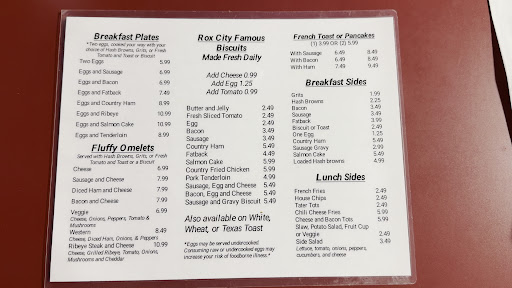 Breakfast Plates
*Two eggs, cooked your way with your
choice of Hash Browns, Grits, or Fresh
Tomato and Toast or Biscuit
Two Eggs 5.99
Eggs and Sausage 6.99
Eggs and Bacon 6.99
Eggs and Fatback 7.49
Eggs and Country Ham 8.99
Eggs and Ribeye 10.99
Eggs and Salmon Cake 10.99
Eggs and Tenderloin 8.99
Fluffy Omelets
Served with Hash Browns, Grits, or Fresh
Tomato and Toast or a Biscuit
Cheese 6.99
Sausage and Cheese 7.99
Diced Ham and Cheese 7.99
Bacon and Cheese 7.99
Veggie 6.99
Cheese, Onions, Peppers, Tomato &
Mushrooms
Western 8.49
Cheese, Diced Ham, Onions, & Peppers
Ribeye Steak and Cheese 10.99
Cheese, Grilled Ribeye, Tomato, Onions,
Mushrooms and Cheddar
Rox City Famous
Biscuits
Made Fresh Daily
Add Cheese 0.99
Add Egg 1.25
Add Tomato 0.99
Butter and Jelly 2.49
Fresh Sliced Tomato 2.49
Egg 2.49
Bacon 3.49
Sausage 3.49
Country Ham 5.49
Fatback 4.49
Salmon Cake 5.99
Country Fried Chicken 5.99
Pork Tenderloin 4.99
Sausage, Egg and Cheese 5.49
Bacon, Egg and Cheese 5.49
Sausage and Gravy Biscuit 5.49
Also available on White,
Wheat, or Texas Toast
*Eggs may be served undercooked.
Consuming raw or undercooked eggs may
increase your risk of foodborne illness.*
French Toast or Pancakes
(1) 3.99 OR (2) 5.99
With Sausage 6.49 8.49
With Bacon 6.49 8.49
With Ham 7.49 9.49
Breakfast Sides
Grits 1.99
Hash Browns 2.25
Bacon 3.49
Sausage 3.49
Fatback 3.99
Biscuit or Toast 2.49
One Egg 1.25
Country Ham 5.49
Sausage Gravy 2.99
Salmon Cake 5.49
Loaded Hash browns 4.99
Lunch Sides
French Fries 2.49
House Chips 2.49
Tater Tots 2.49
Chili Cheese Fries 5.49
Cheese and Bacon Tots 5.99
Slaw, Potato Salad, Fruit Cup
or Veggie 2.49
Side Salad 3.49
Lettuce, tomato, onions, peppers,
cucumbers, and cheese